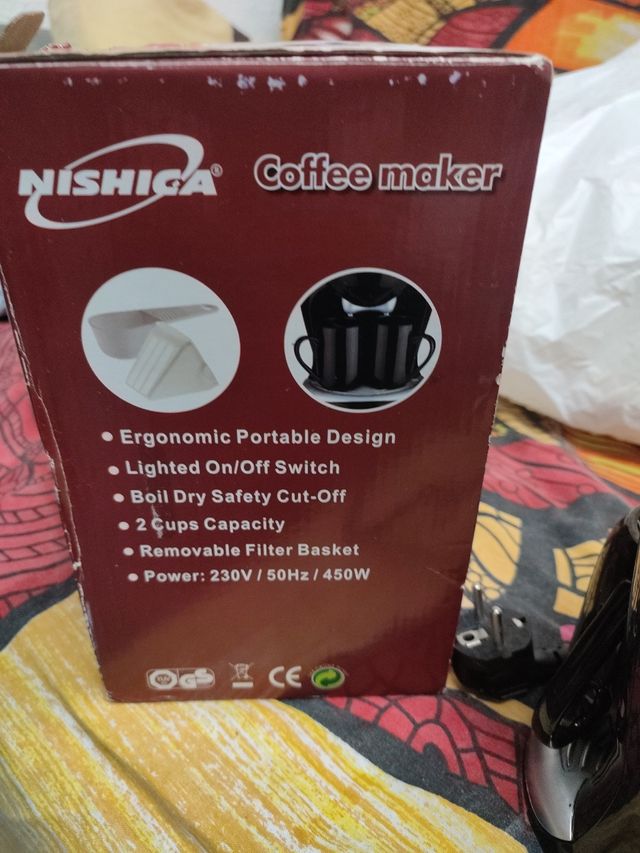 NISHICA®
Coffee maker
• Ergonomic Portable Design
• Lighted On/Off Switch
• Boil Dry Safety Cut-Off
• 2 Cups Capacity
• Removable Filter Basket
• Power: 230V / 50Hz / 450W
GS CE